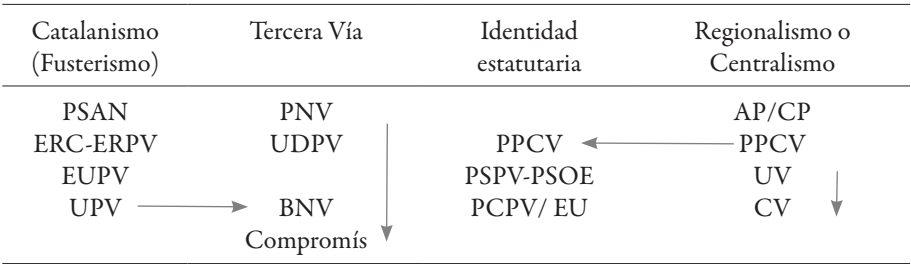 Catalanismo Tercera Vía Identidad Regionalismo o
(Fusterismo) estatutaria Centralismo
PSAN PNV AP/CP
ERC-ERPV UDPV PPCV PPCV
EUPV PSPV-PSOE UV
UPV BNV PCPV/ EU CV
Compromís